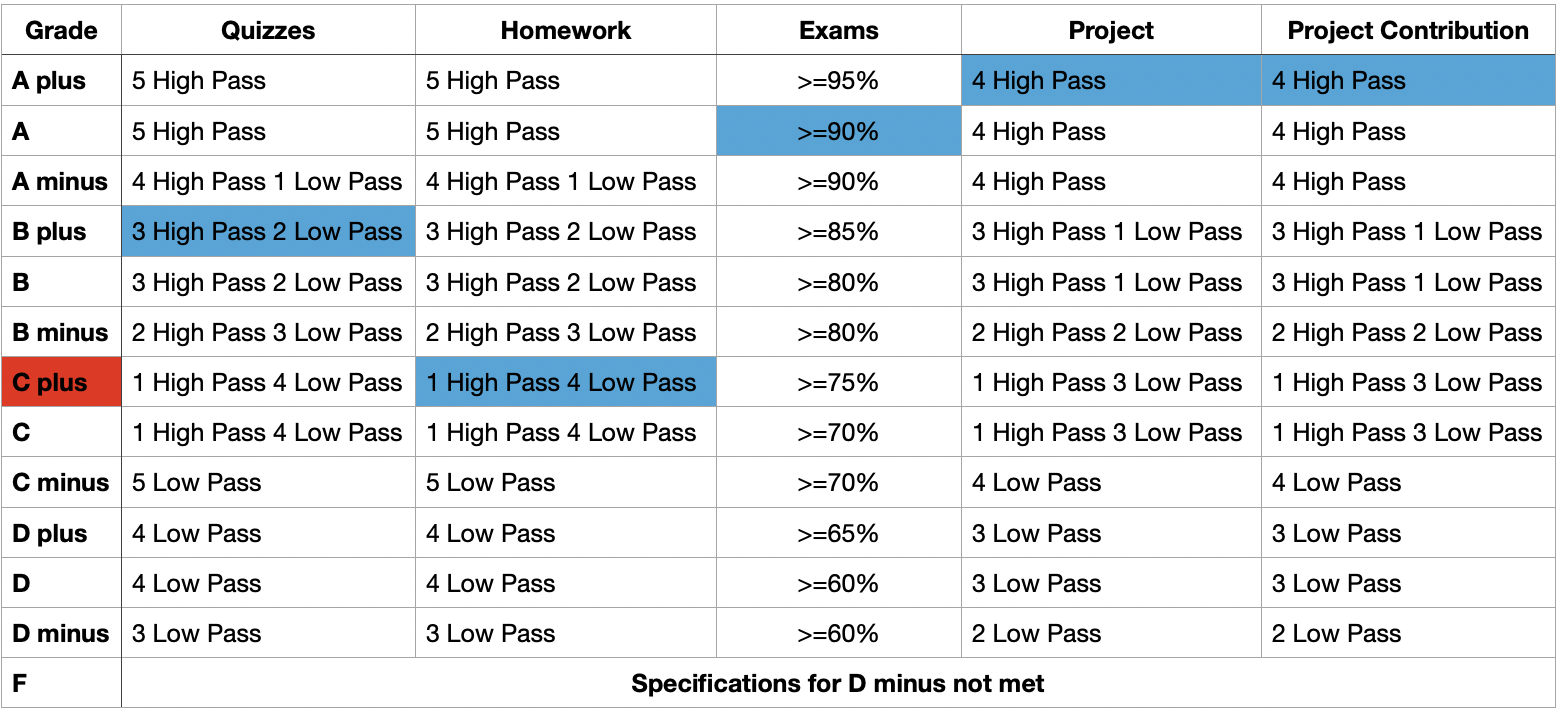 Grade Quizzes Homework Exams Project Project Contribution
A plus 5 High Pass 5 High Pass >=95% 4 High Pass 4 High Pass
A 5 High Pass 5 High Pass >=90% 4 High Pass 4 High Pass
A minus 4 High Pass 1 Low Pass 4 High Pass 1 Low Pass >=90% 4 High Pass 4 High Pass
B plus 3 High Pass 2 Low Pass 3 High Pass 2 Low Pass >=85% 3 High Pass 1 Low Pass 3 High Pass 1 Low Pass
B 3 High Pass 2 Low Pass 3 High Pass 2 Low Pass >=80% 3 High Pass 1 Low Pass 3 High Pass 1 Low Pass
B minus 2 High Pass 3 Low Pass 2 High Pass 3 Low Pass >=80% 2 High Pass 2 Low Pass 2 High Pass 2 Low Pass
C plus 1 High Pass 4 Low Pass 1 High Pass 4 Low Pass >=75% 1 High Pass 3 Low Pass 1 High Pass 3 Low Pass
C 1 High Pass 4 Low Pass 1 High Pass 4 Low Pass >=70% 1 High Pass 3 Low Pass 1 High Pass 3 Low Pass
C minus 5 Low Pass 5 Low Pass >=70% 4 Low Pass 4 Low Pass
D plus 4 Low Pass 4 Low Pass >=65% 3 Low Pass 3 Low Pass
D 4 Low Pass 4 Low Pass >=60% 3 Low Pass 3 Low Pass
D minus 3 Low Pass 3 Low Pass >=60% 2 Low Pass 2 Low Pass
F Specifications for D minus not met